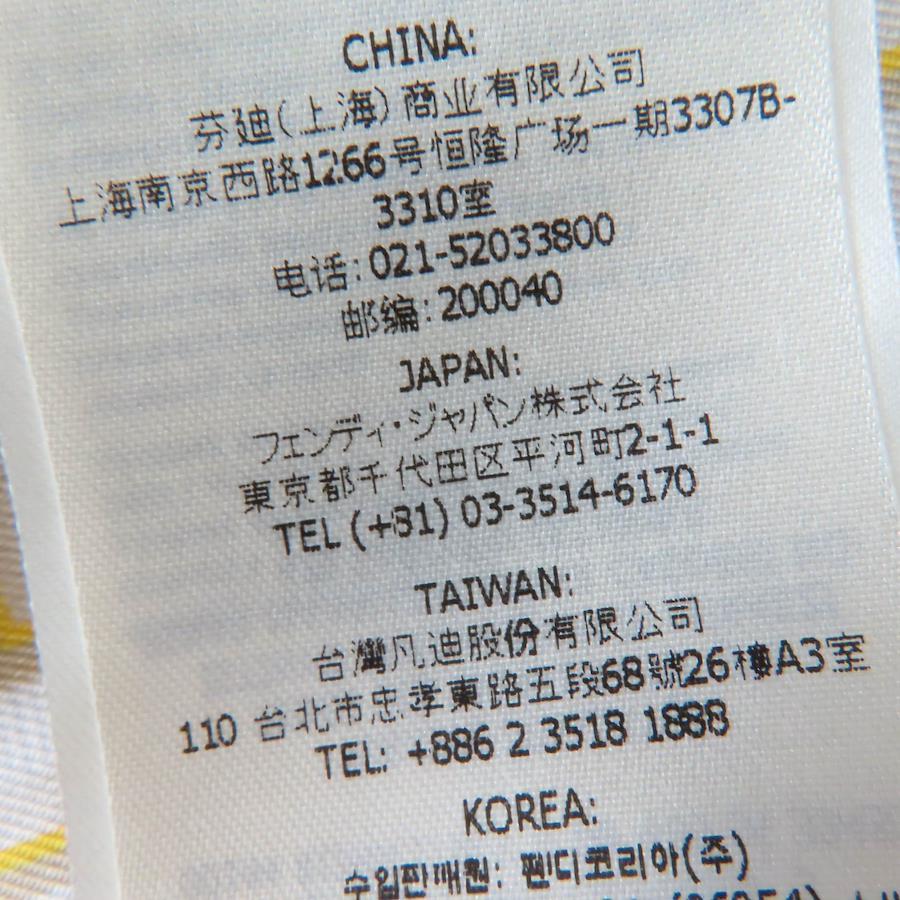 CHINA:
芬迪(上海)商业有限公司
上海南京西路1266号恒隆广场一期3307B-
3310室
电话:021-52033800
邮编:200040
JAPAN:
フェンディ・ジャパン株式会社
東京都千代田区平河町2-1-1
TEL (+81) 03-3514-6170
TAIWAN:
台灣凡迪股份有限公司
110 台北市忠孝東路五段68號26樓A3室
TEL: +886 2 3518 1888
KOREA:
수입판매원: 펜디코리아(주)